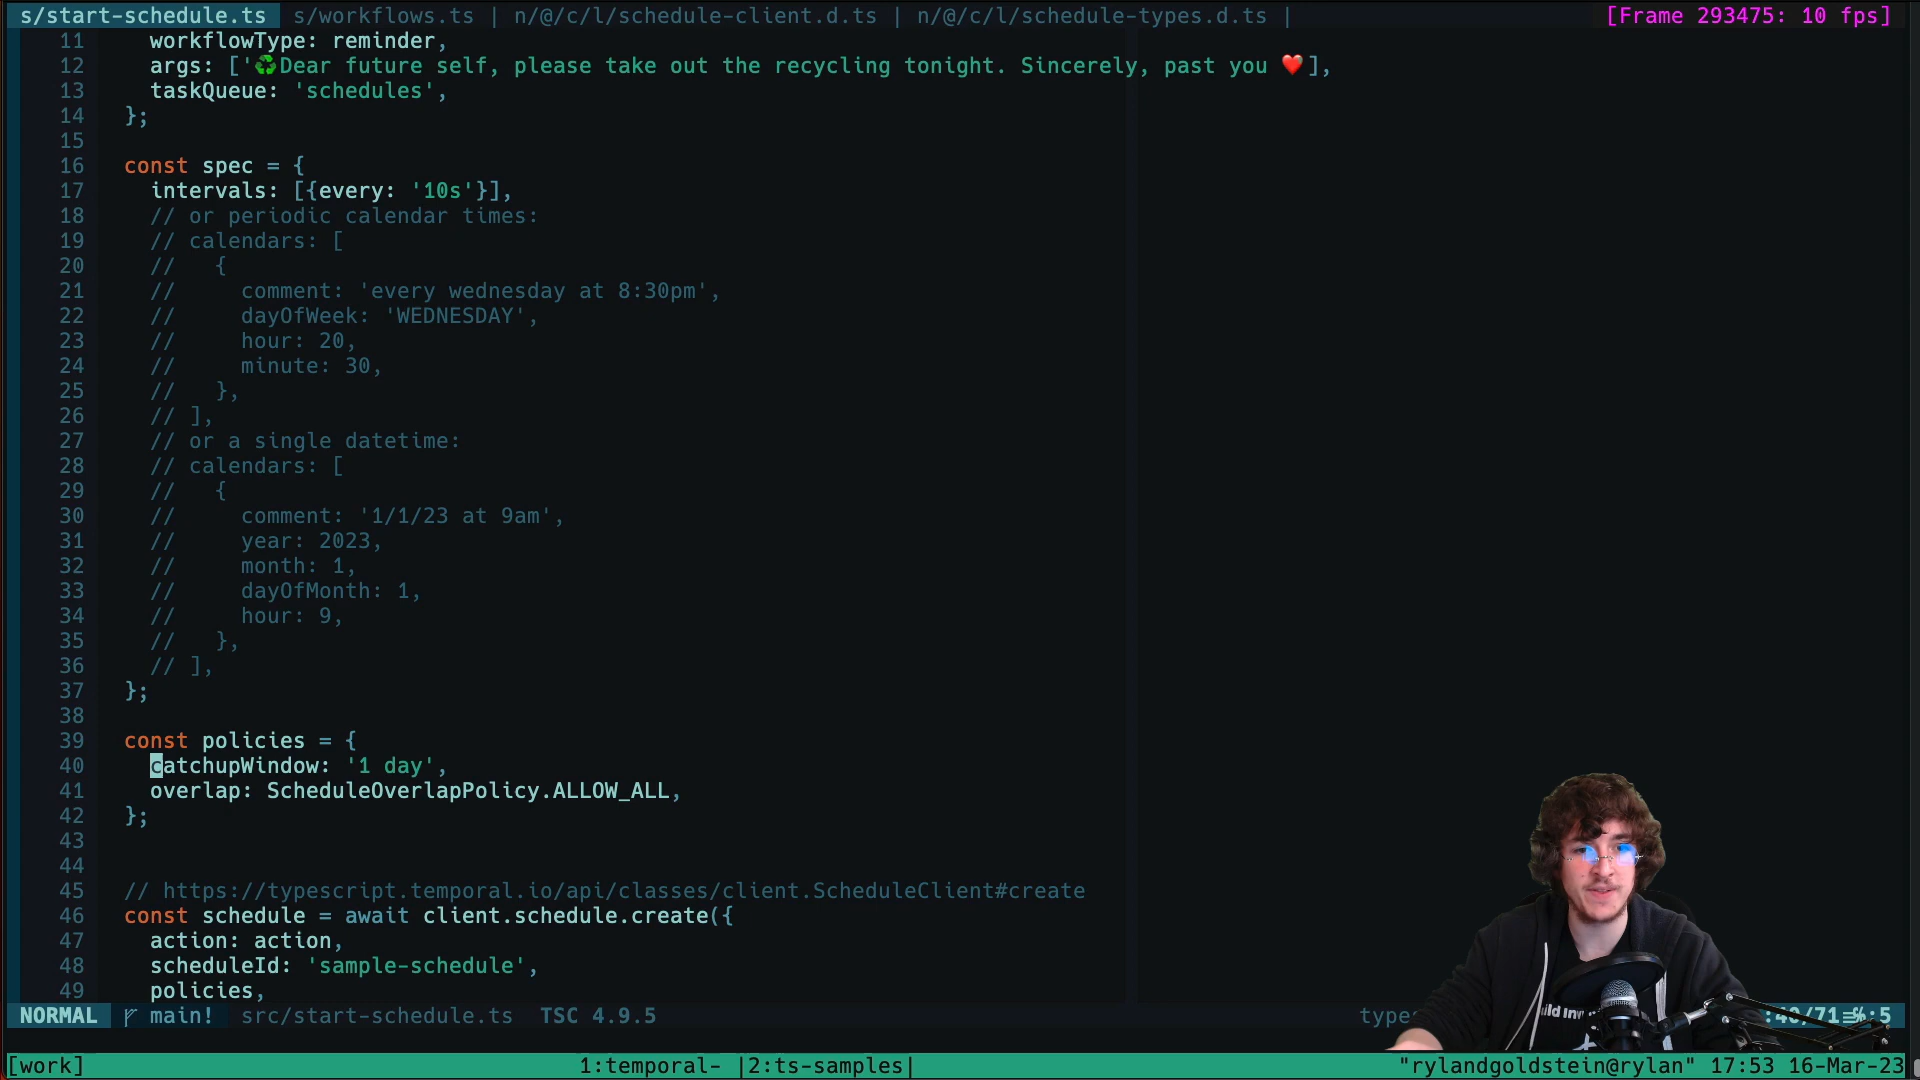 s/start-schedule.ts s/workflows.ts | n/@/c/l/schedule-client.d.ts | n/@/c/l/schedule-types.d.ts | [Frame 293475: 10 fps]
11 workflowType: reminder,
12 args: ['♻️Dear future self, please take out the recycling tonight. Sincerely, past you ❤️],
13 taskQueue: 'schedules',
14 };
15
16 const spec = {
17 intervals: [{every: '10s'}],
18 // or periodic calendar times:
19 // calendars: [
20 // {
21 // comment: 'every wednesday at 8:30pm',
22 // dayOfWeek: 'WEDNESDAY',
23 // hour: 20,
24 // minute: 30,
25 // },
26 // ],
27 // or a single datetime:
28 // calendars: [
29 // {
30 // comment: '1/1/23 at 9am',
31 // year: 2023,
32 // month: 1,
33 // dayOfMonth: 1,
34 // hour: 9,
35 // },
36 // ],
37 };
38
39 const policies = {
40 catchupWindow: '1 day',
41 overlap: ScheduleOverlapPolicy.ALLOW_ALL,
42 };
43
44
45 // https://typescript.temporal.io/api/classes/client.ScheduleClient#create
46 const schedule = await client.schedule.create({
47 action: action,
48 scheduleId: 'sample-schedule',
49 policies,
NORMAL main! src/start-schedule.ts TSC 4.9.5 :40/71≡%:5
[work] 1:temporal- |2:ts-samples| "rylandgoldstein@rylan" 17:53 16-Mar-23